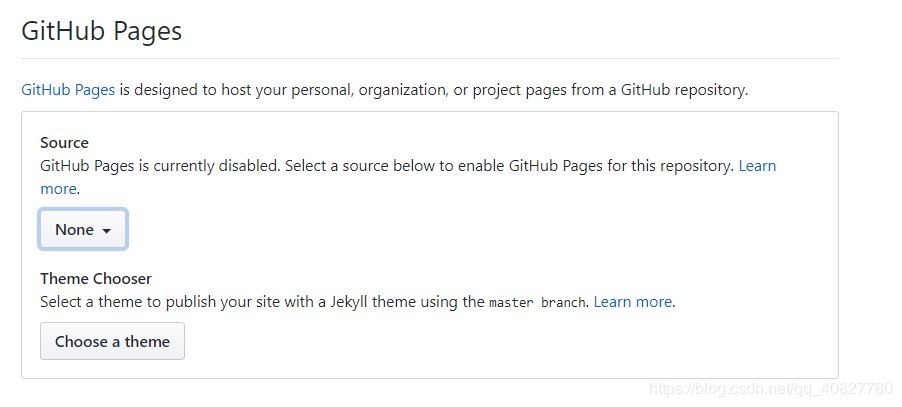 GitHub Pages
GitHub Pages is designed to host your personal, organization, or project pages from a GitHub repository.
Source
GitHub Pages is currently disabled. Select a source below to enable GitHub Pages for this repository. Learn
more.
None
Theme Chooser
Select a theme to publish your site with a Jekyll theme using the master branch. Learn more.
Choose a theme
https://blog.csdn.net/qq_40827780